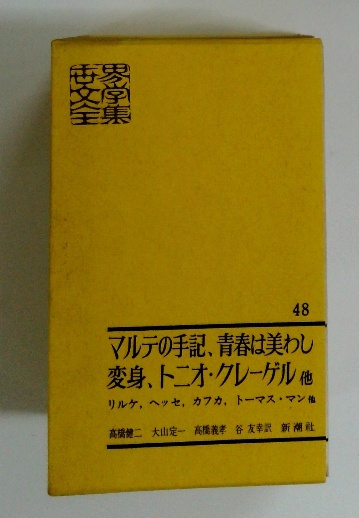 世界文学全集
48
マルテの手記、青春は美わし
変身、トニオ・クレーゲル 他
リルケ, ヘッセ, カフカ, トーマス・マン 他
高橋健二 大山定一 高橋義孝 谷 友幸訳 新潮社